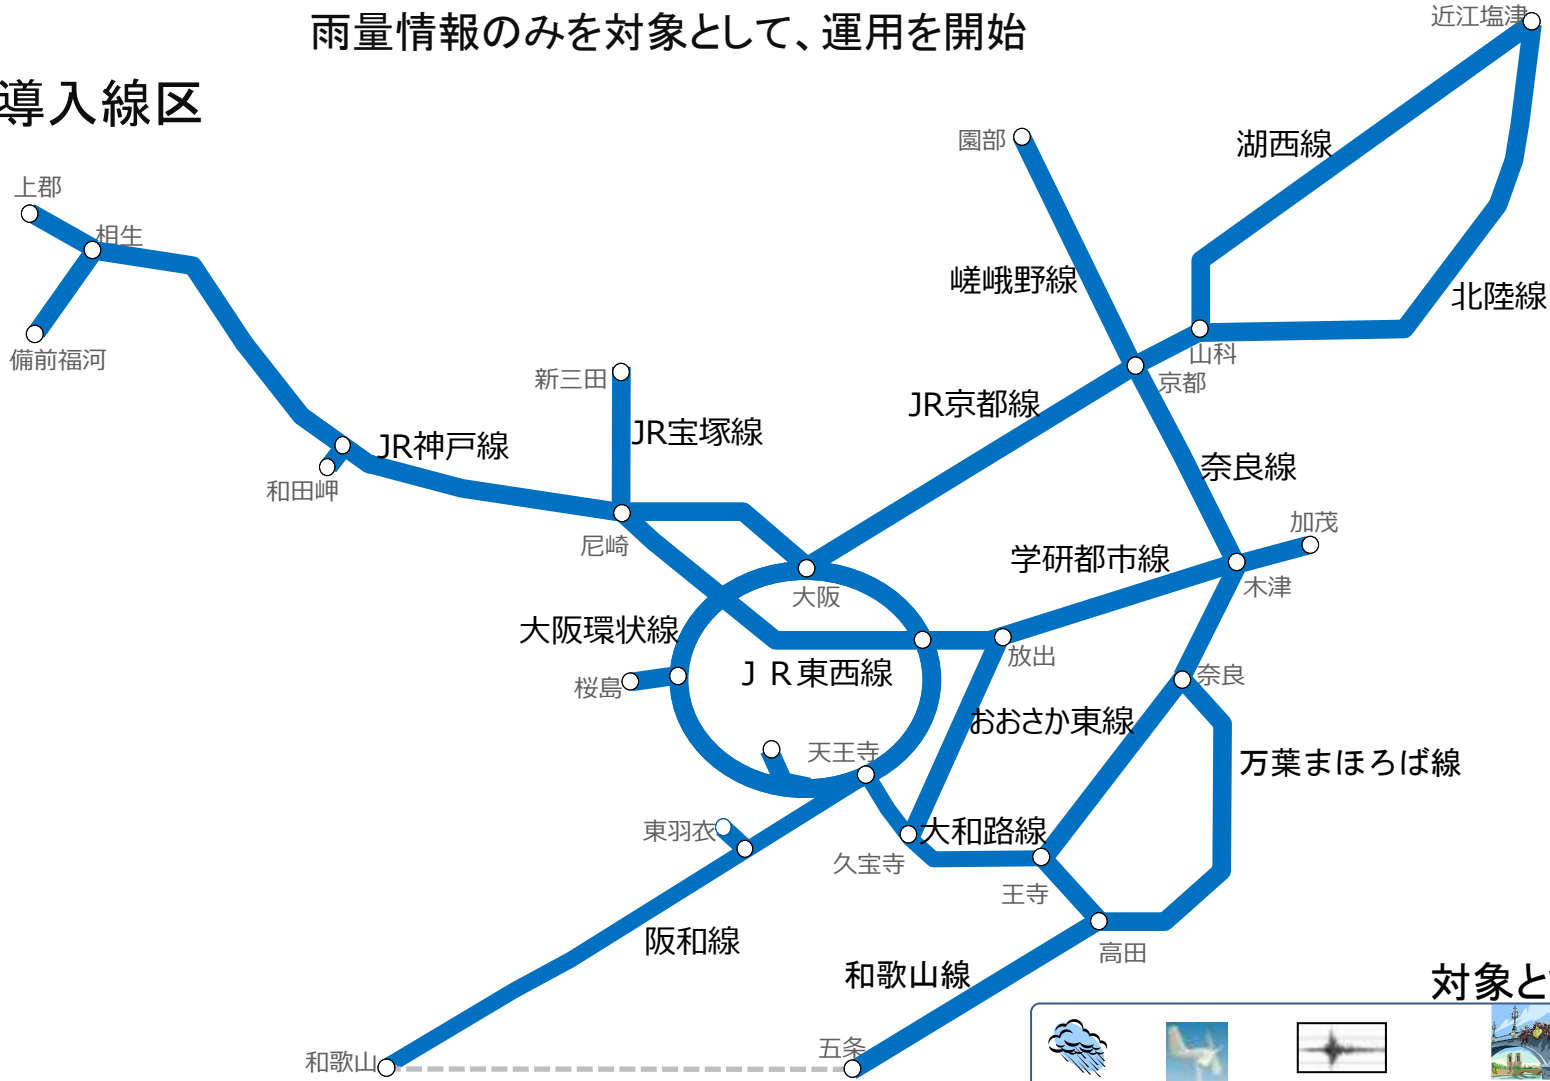 雨量情報のみを対象として、運用を開始
近江塩津
導入線区
園部
湖西線
上郡
相生
嵯峨野線
北陸線
備前福河
山科
新三田
京都
JR京都線
JR神戸線
JR宝塚線
奈良線
和田岬
加茂
尼崎
学研都市線
木津
大阪
大阪環状線
放出
ＪＲ東西線
奈良
桜島
おおさか東線
天王寺
万葉まほろば線
東羽衣
大和路線
久宝寺
王寺
阪和線
高田
和歌山線
対象と
五条
和歌山